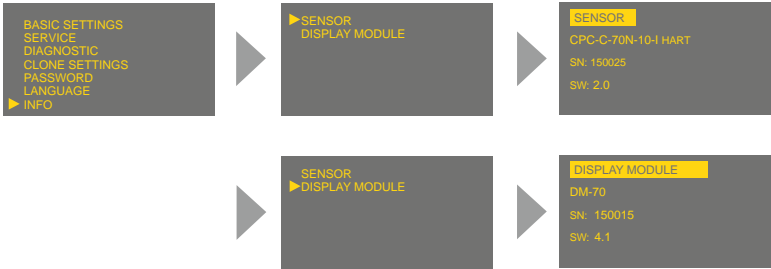 BASIC SETTINGS
SERVICE
DIAGNOSTIC
CLONE SETTINGS
PASSWORD
LANGUAGE
INFO
SENSOR
DISPLAY MODULE
SENSOR
CPC-C-70N-10-I HART
SN: 150025
SW: 2.0
SENSOR
DISPLAY MODULE
DISPLAY MODULE
DM-70
SN: 150015
SW: 4.1